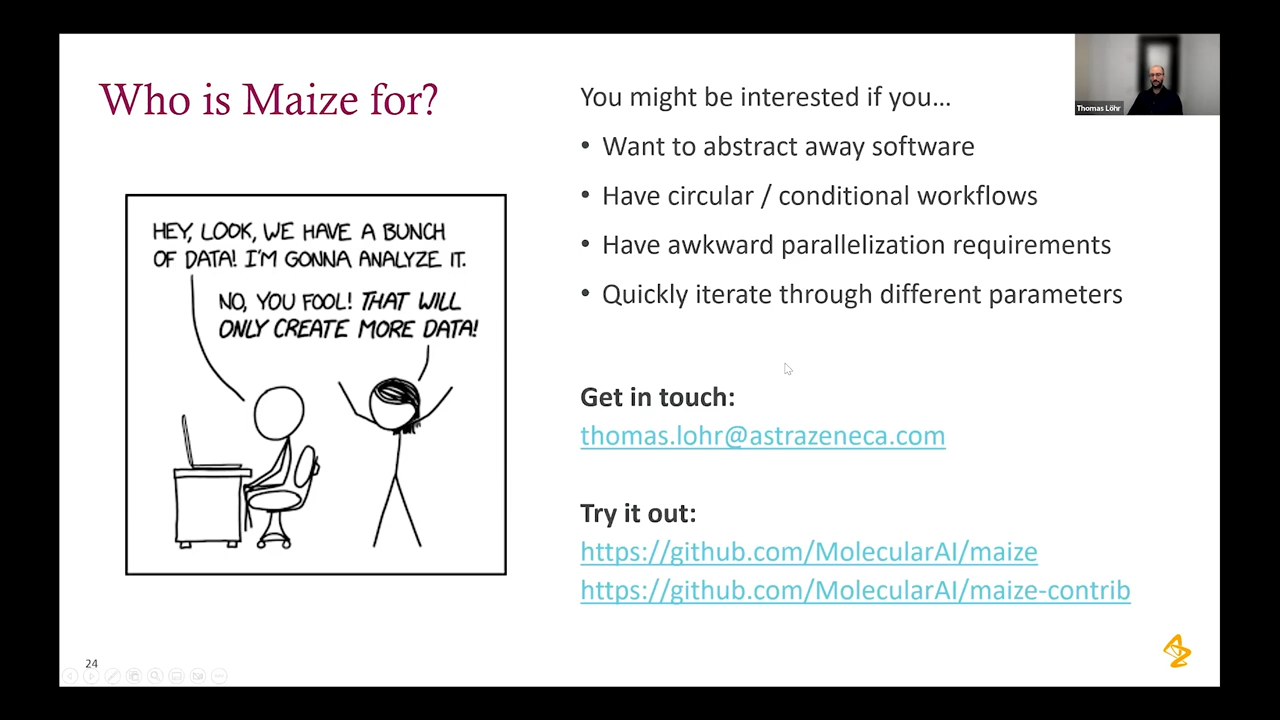 Who is Maize for?
HEY, LOOK, WE HAVE A BUNCH
OF DATA! I'M GONNA ANALYZE IT.
NO, YOU FOOL! THAT WILL
ONLY CREATE MORE DATA!
You might be interested if you...
• Want to abstract away software
• Have circular / conditional workflows
• Have awkward parallelization requirements
• Quickly iterate through different parameters
Get in touch:
thomas.lohr@astrazeneca.com
Try it out:
https://github.com/MolecularAI/maize
https://github.com/MolecularAI/maize-contrib
Thomas Löhr
24